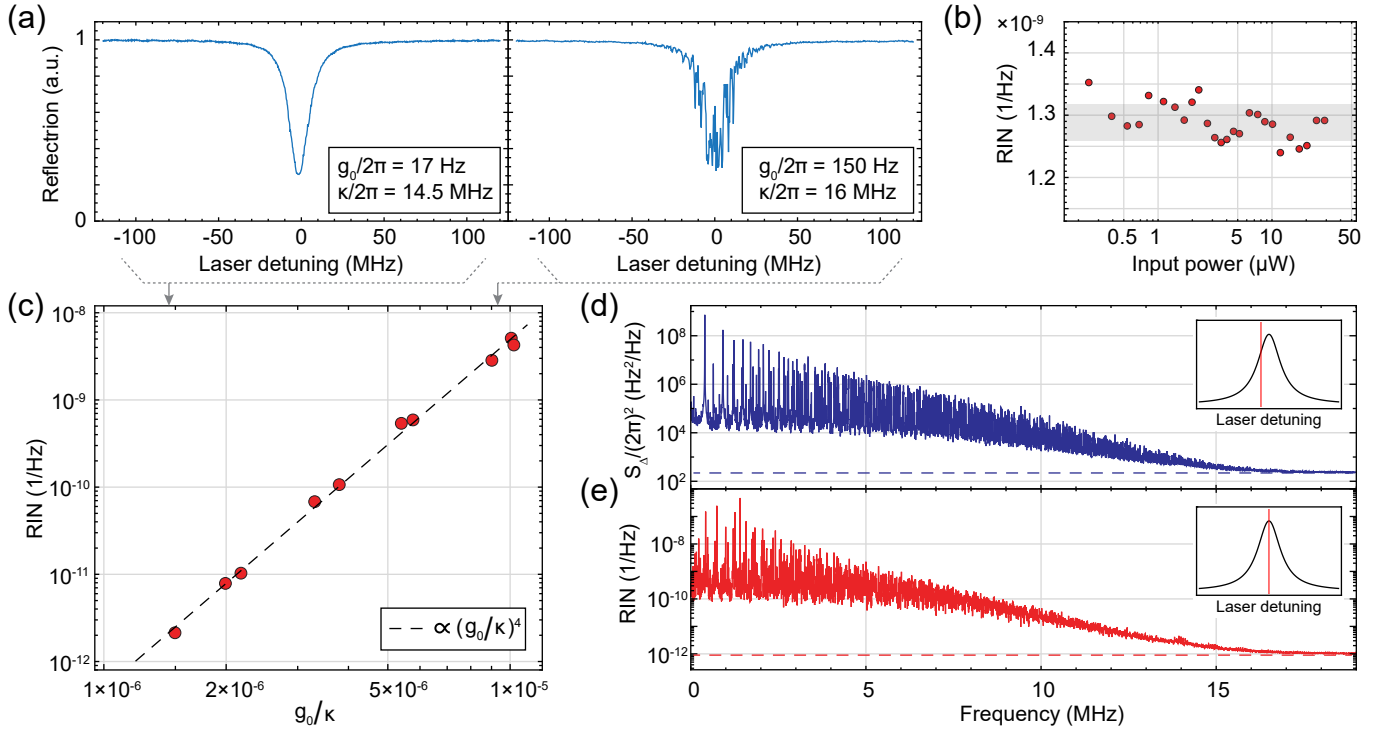 (a)
Reflectrion (a.u.)
1
0
g₀/2π = 17 Hz
κ/2π = 14.5 MHz
-100 -50 0 50 100
Laser detuning (MHz)
g₀/2π = 150 Hz
κ/2π = 16 MHz
-100 -50 0 50 100
Laser detuning (MHz)
(b)
×10⁻⁹
RIN (1/Hz)
1.4
1.3
1.2
0.5 1 5 10 50
Input power (μW)
(c)
RIN (1/Hz)
10⁻⁸
10⁻⁹
10⁻¹⁰
10⁻¹¹
10⁻¹²
∝ (g₀/κ)⁴
1×10⁻⁶ 2×10⁻⁶ 5×10⁻⁶ 1×10⁻⁵
g₀/κ
(d)
S_Δ/(2π)² (Hz²/Hz)
10⁸
10⁶
10⁴
10²
Laser detuning
(e)
RIN (1/Hz)
10⁻⁸
10⁻¹⁰
10⁻¹²
Laser detuning
0 5 10 15
Frequency (MHz)